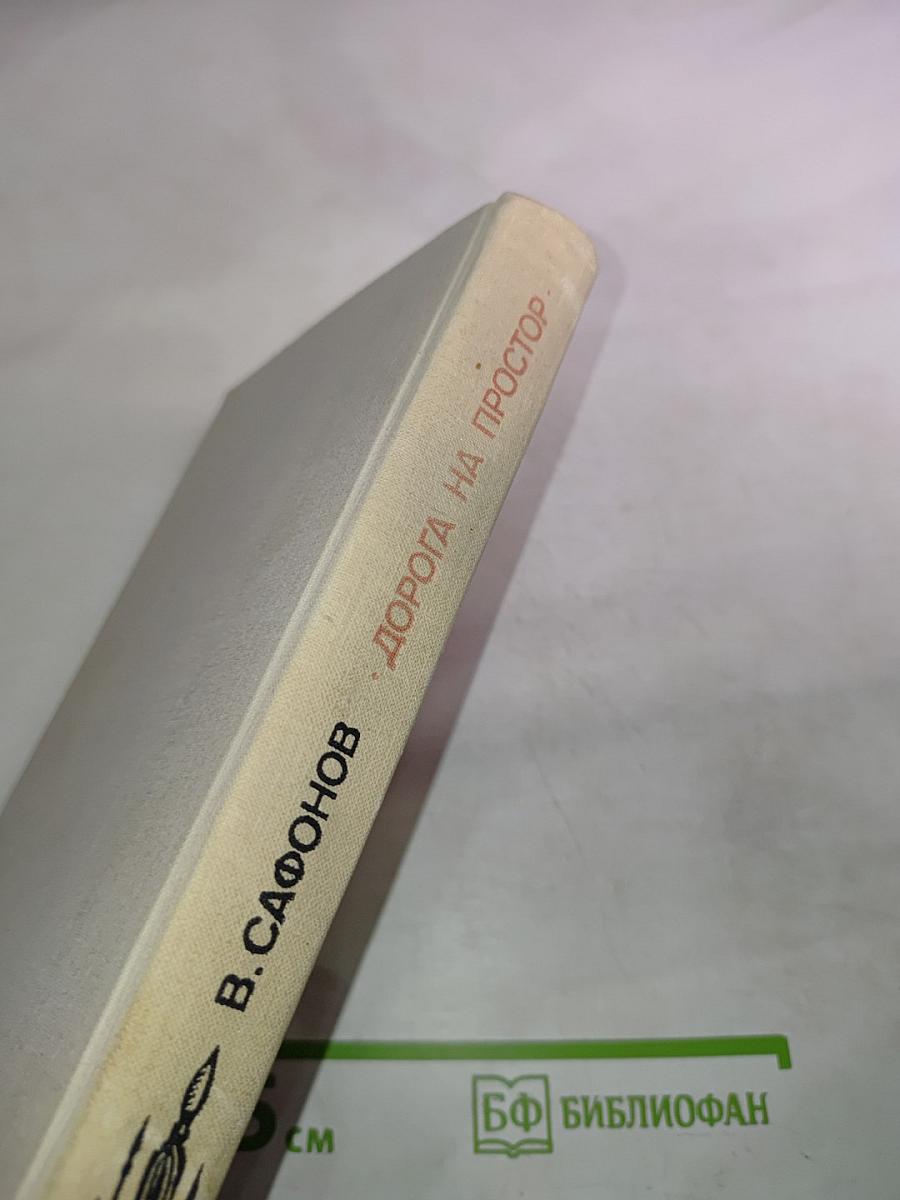 В. САФОНОВ
· ДОРОГА НА ПРОСТОР ·
см
БФ БИБЛИОФАН